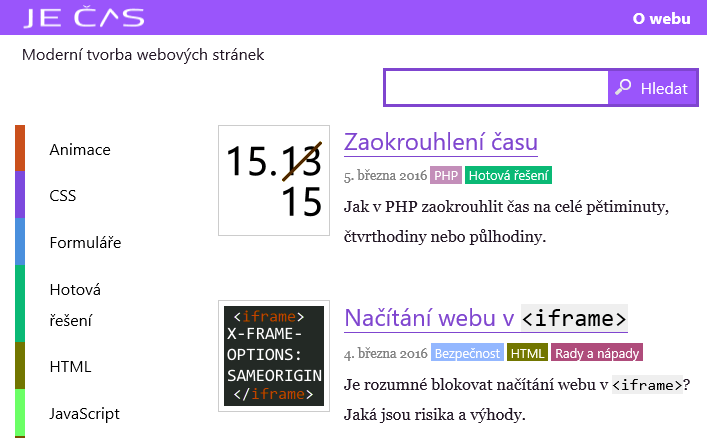 JE ČAS
O webu
Moderní tvorba webových stránek
Hledat
Animace
CSS
Formuláře
Hotová
řešení
HTML
JavaScript
15.13
15
Zaokrouhlení času
5. března 2016 PHP Hotová řešení
Jak v PHP zaokrouhlit čas na celé pětiminuty,
čtvrthodiny nebo půlhodiny.
<iframe>
X-FRAME-
OPTIONS:
SAMEORIGIN
</iframe>
Načítání webu v <iframe>
4. března 2016 Bezpečnost HTML Rady a nápady
Je rozumné blokovat načítání webu v <iframe>?
Jaká jsou risika a výhody.